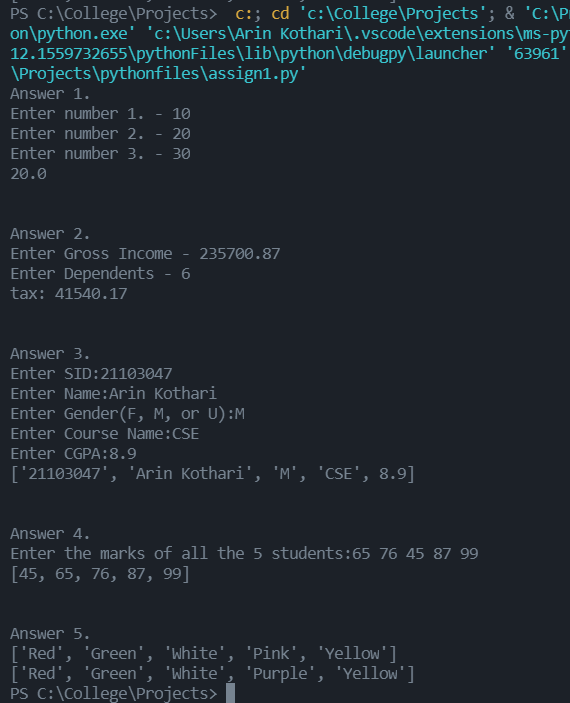 PS C:\College\Projects>  c:; cd 'c:\College\Projects'; & 'C:\P
on\python.exe' 'c:\Users\Arin Kothari\.vscode\extensions\ms-py
12.1559732655\pythonFiles\lib\python\debugpy\launcher' '63961'
\Projects\pythonfiles\assign1.py'
Answer 1.
Enter number 1. - 10
Enter number 2. - 20
Enter number 3. - 30
20.0
Answer 2.
Enter Gross Income - 235700.87
Enter Dependents - 6
tax: 41540.17
Answer 3.
Enter SID:21103047
Enter Name:Arin Kothari
Enter Gender(F, M, or U):M
Enter Course Name:CSE
Enter CGPA:8.9
['21103047', 'Arin Kothari', 'M', 'CSE', 8.9]
Answer 4.
Enter the marks of all the 5 students:65 76 45 87 99
[45, 65, 76, 87, 99]
Answer 5.
['Red', 'Green', 'White', 'Pink', 'Yellow']
['Red', 'Green', 'White', 'Purple', 'Yellow']
PS C:\College\Projects>